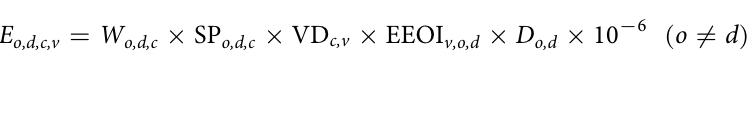 E_{o,d,c,v} = W_{o,d,c} × SP_{o,d,c} × VD_{c,v} × EEOI_{v,o,d} × D_{o,d} × 10^{−6} (o ≠ d)